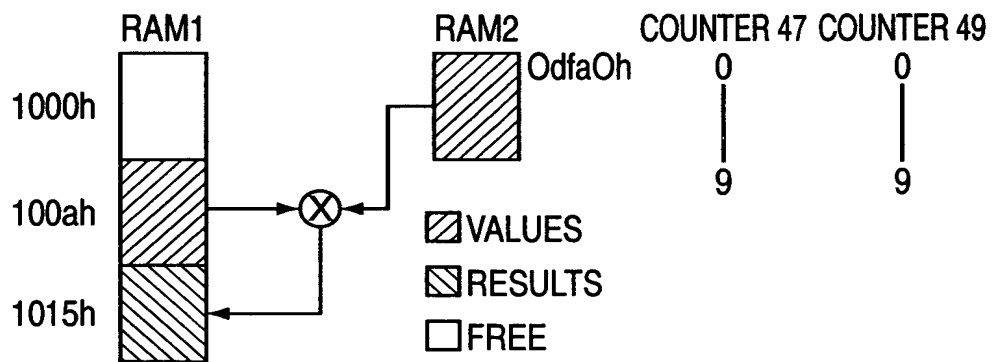 RAM1
RAM2
COUNTER 47
COUNTER 49
OdfaOh
0
0
1000h
9
9
100ah
X
VALUES
RESULTS
1015h
FREE